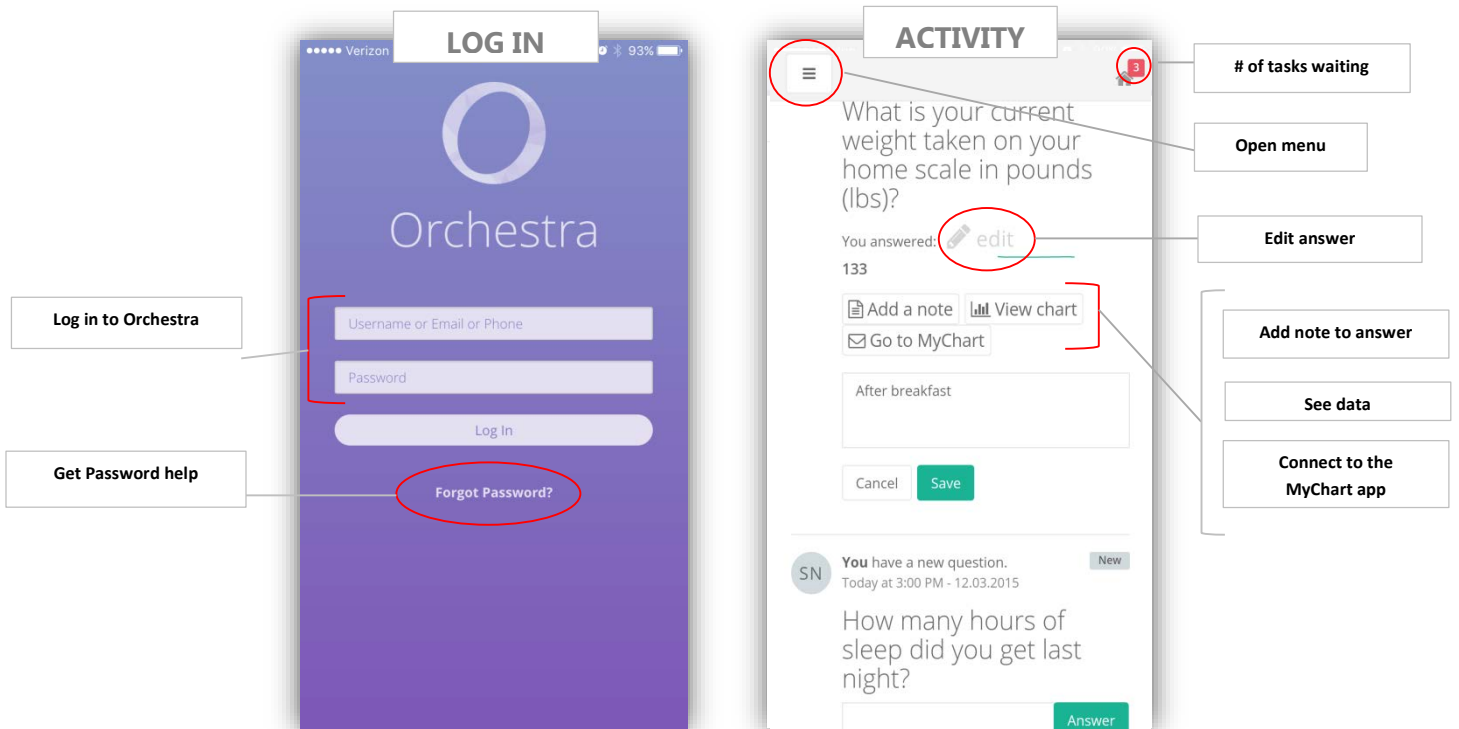 LOG IN
Verizon
93%
Orchestra
Username or Email or Phone
Password
Log In
Forgot Password?
Log in to Orchestra
Get Password help
ACTIVITY
3
What is your current
weight taken on your
home scale in pounds
(lbs)?
You answered: edit
133
Add a note View chart
Go to MyChart
After breakfast
Cancel Save
SN
You have a new question. New
Today at 3:00 PM - 12.03.2015
How many hours of
sleep did you get last
night?
Answer
# of tasks waiting
Open menu
Edit answer
Add note to answer
See data
Connect to the
MyChart app